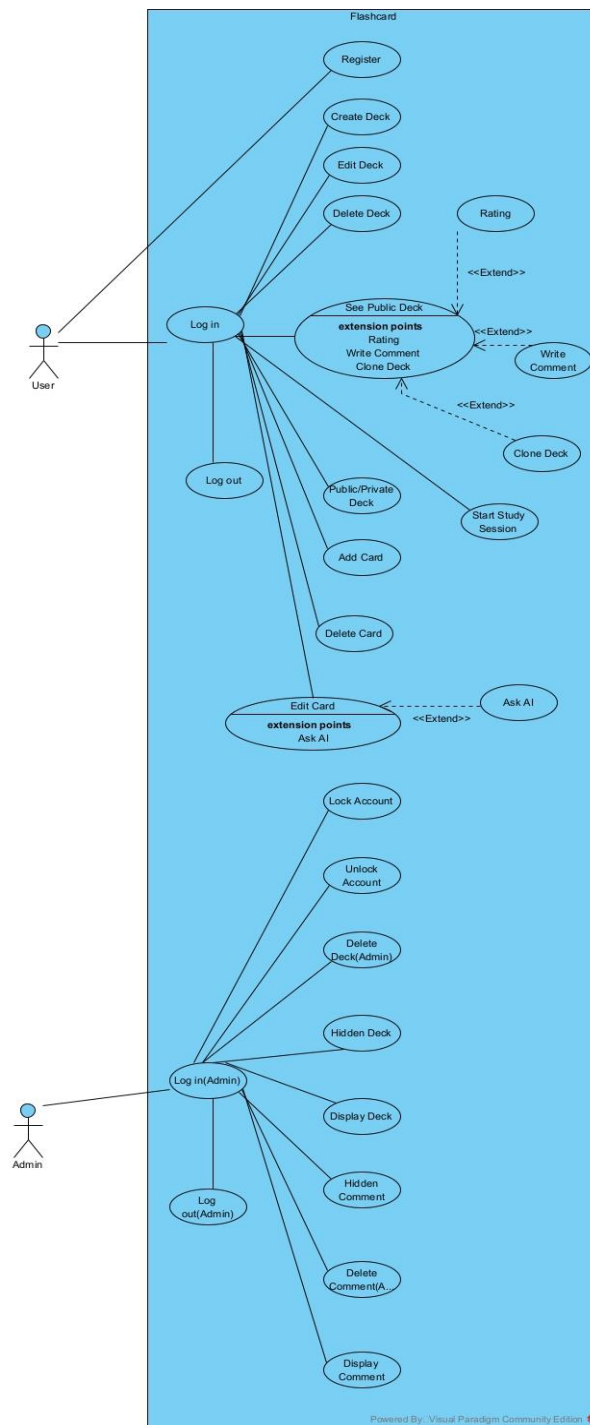 Flashcard
Register
Create Deck
Edit Deck
Delete Deck
Rating
<<Extend>>
See Public Deck
extension points
Rating
Write Comment
Clone Deck
<<Extend>>
Write
Comment
<<Extend>>
Clone Deck
Log in
User
Log out
Public/Private
Deck
Start Study
Session
Add Card
Delete Card
Edit Card
extension points
Ask AI
<<Extend>>
Ask AI
Lock Account
Unlock
Account
Delete
Deck(Admin)
Hidden Deck
Log in(Admin)
Display Deck
Admin
Hidden
Comment
Log
out(Admin)
Delete
Comment(A...
Display
Comment
Powered By: Visual Paradigm Community Edition